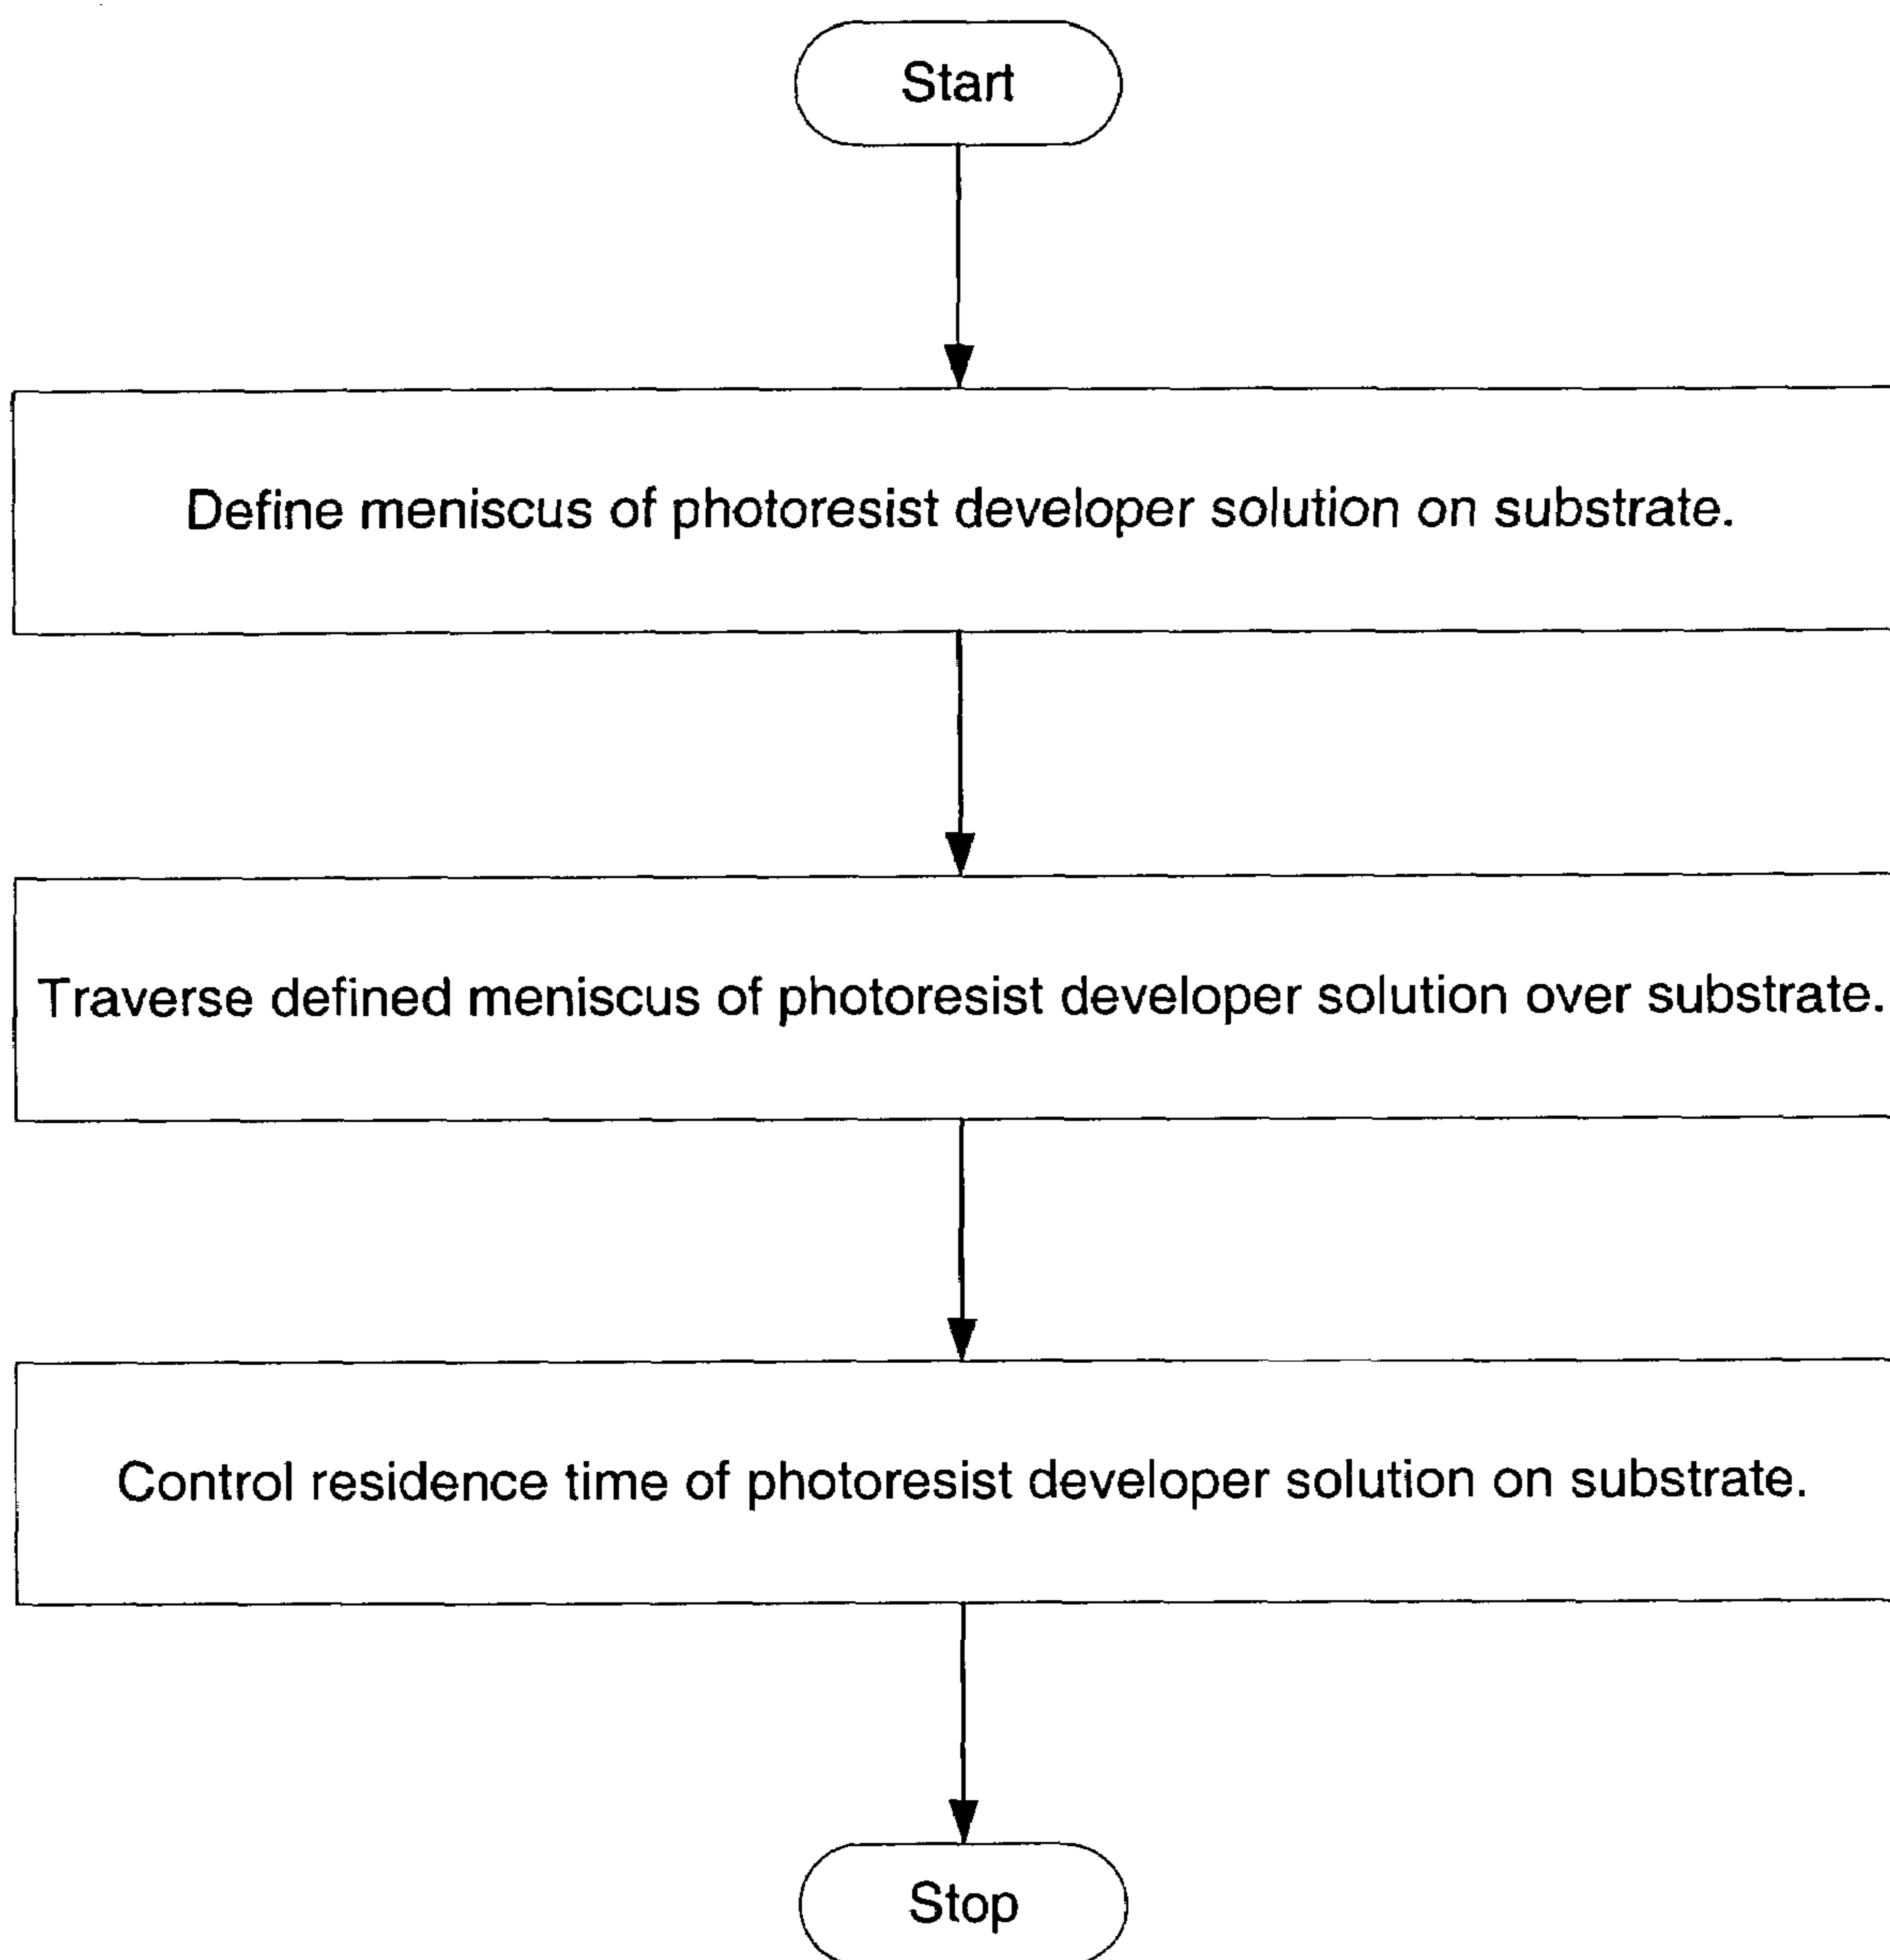 Start
Define meniscus of photoresist developer solution on substrate.
Traverse defined meniscus of photoresist developer solution over substrate.
Control residence time of photoresist developer solution on substrate.
Stop